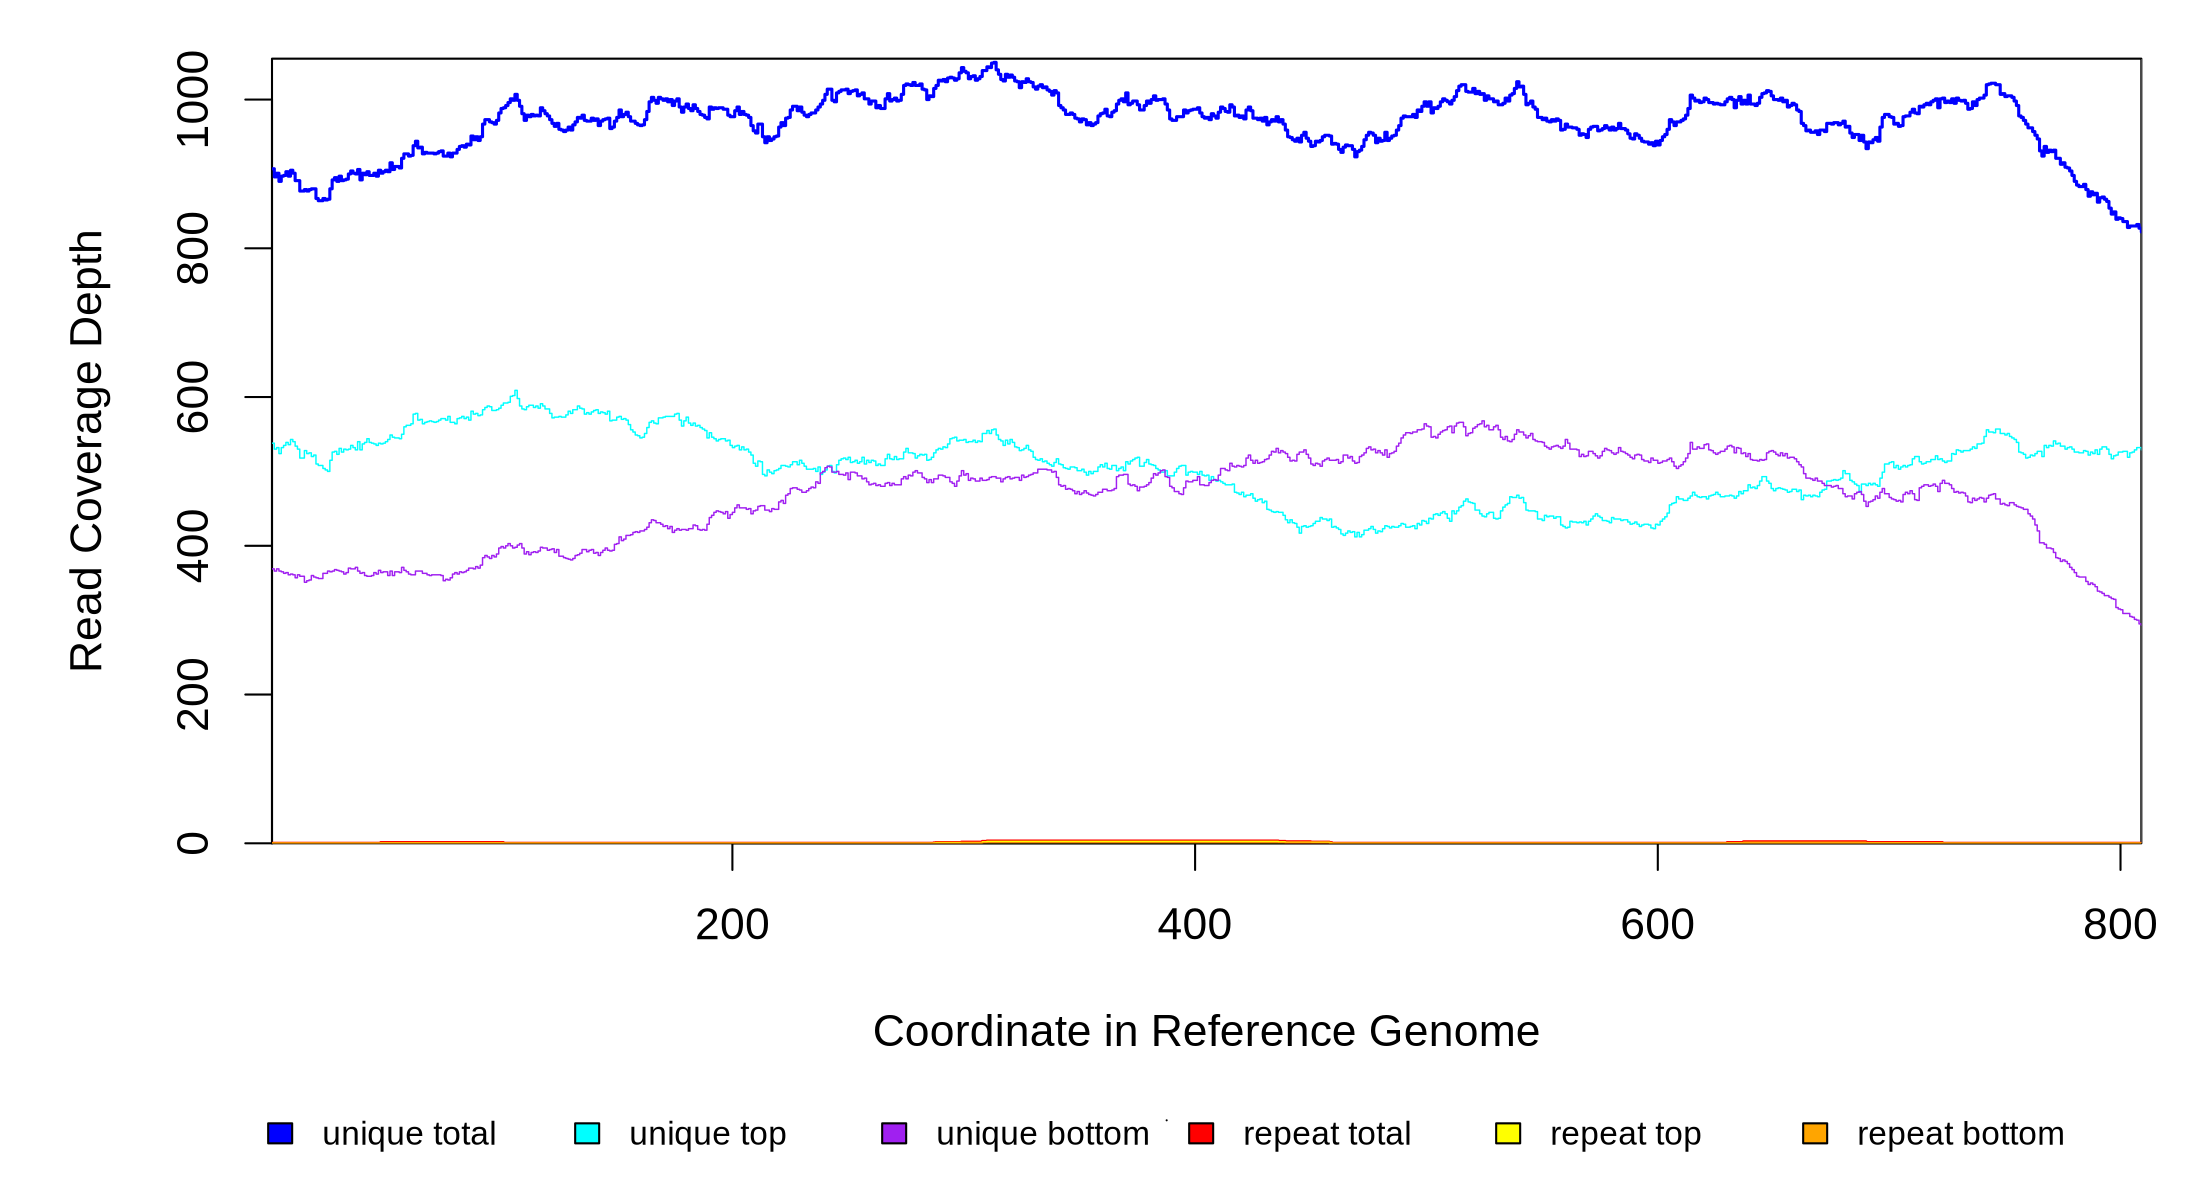 Read Coverage Depth
1000
800
600
400
200
0
200 400 600 800
Coordinate in Reference Genome
unique total unique top unique bottom repeat total repeat top repeat bottom